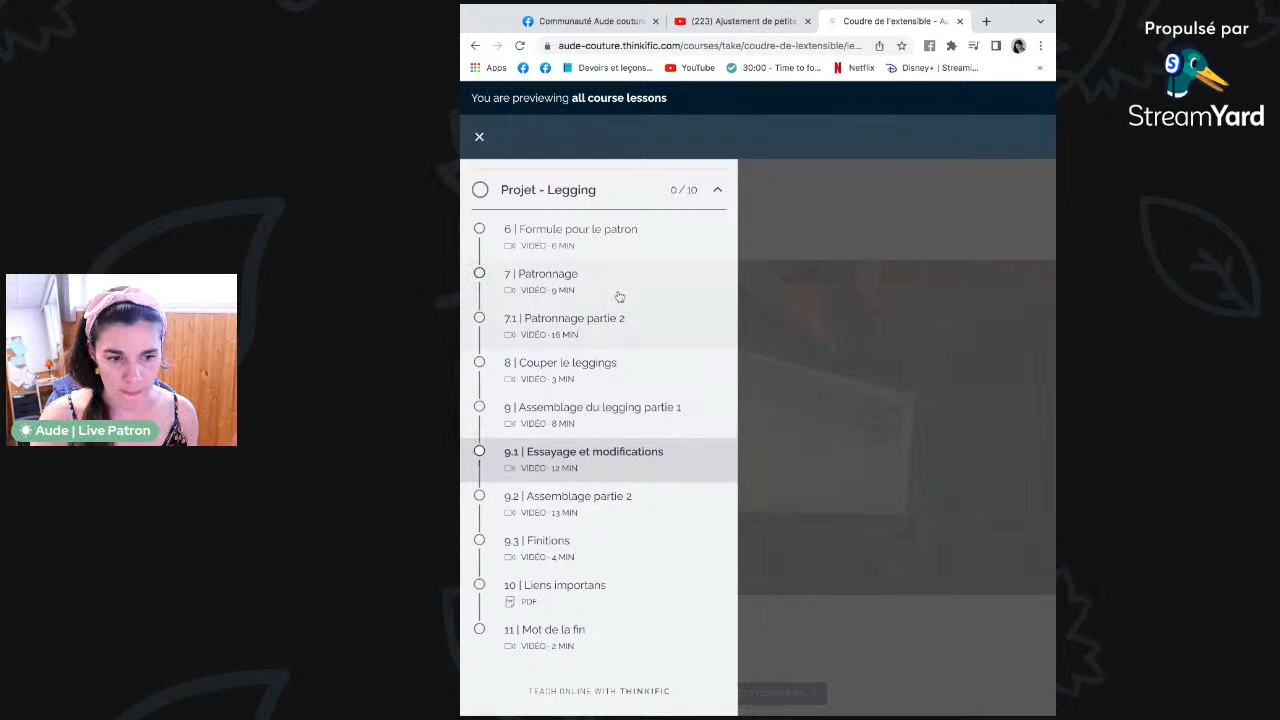 Communauté Aude couture
(223) Ajustement de petite
Coudre de l'extensible - Au
Propulsé par
StreamYard
aude-couture.thinkific.com/courses/take/coudre-de-lextensible/le...
Apps
Devoirs et leçons...
YouTube
30:00 - Time to fo...
Netflix
Disney+ | Streami...
»
You are previewing all course lessons
Projet - Legging 0 / 10
6 | Formule pour le patron
VIDÉO · 6 MIN
7 | Patronnage
VIDÉO · 9 MIN
7.1 | Patronnage partie 2
VIDÉO · 16 MIN
8 | Couper le leggings
VIDÉO · 3 MIN
9 | Assemblage du legging partie 1
VIDÉO · 8 MIN
9.1 | Essayage et modifications
VIDÉO · 12 MIN
9.2 | Assemblage partie 2
VIDÉO · 13 MIN
9.3 | Finitions
VIDÉO · 4 MIN
10 | Liens importans
PDF
11 | Mot de la fin
VIDÉO · 2 MIN
TEACH ONLINE WITH THINKIFIC
Aude | Live Patron